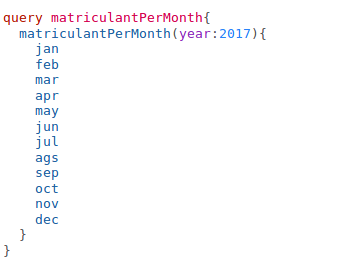 query matriculantPerMonth{
  matriculantPerMonth(year:2017){
    jan
    feb
    mar
    apr
    may
    jun
    jul
    ags
    sep
    oct
    nov
    dec
  }
}